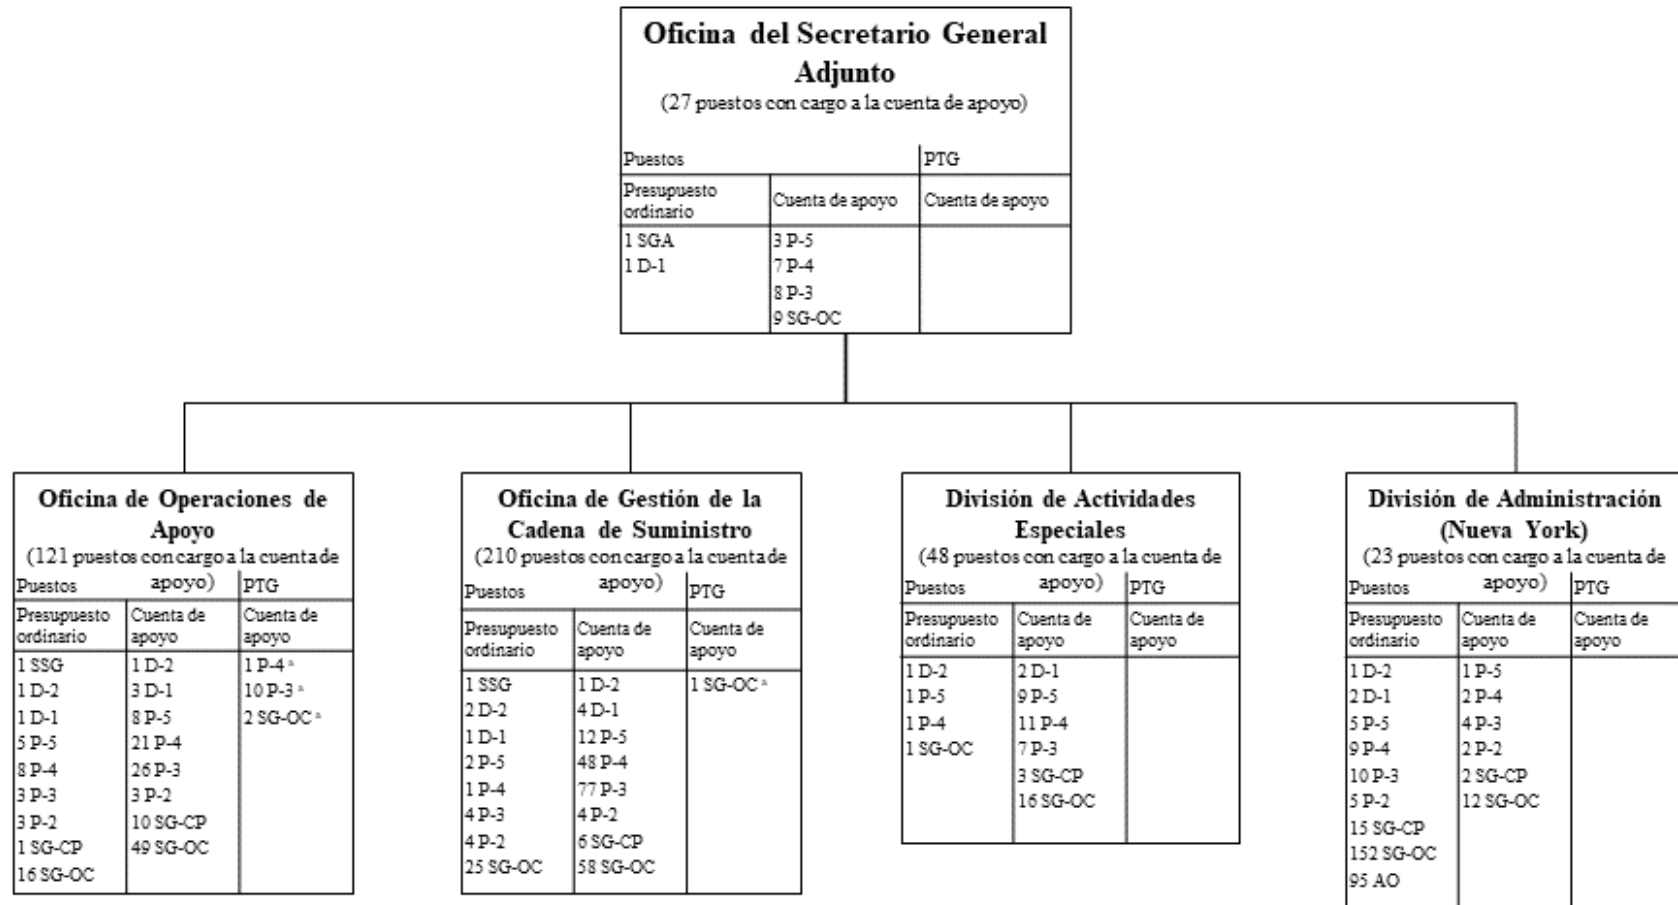 Oficina del Secretario General
Adjunto
(27 puestos con cargo a la cuenta de apoyo)
Puestos
PTG
Presupuesto
ordinario
Cuenta de apoyo
Cuenta de apoyo
1 SGA
1 D-1
3 P-5
7 P-4
8 P-3
9 SG-OC
Oficina de Operaciones de
Apoyo
(121 puestos con cargo a la cuenta de
apoyo)
Puestos
PTG
Presupuesto
ordinario
Cuenta de
apoyo
Cuenta de
apoyo
1 SSG
1 D-2
1 D-1
5 P-5
8 P-4
3 P-3
3 P-2
1 SG-CP
16 SG-OC
1 D-2
3 D-1
8 P-5
21 P-4
26 P-3
3 P-2
10 SG-CP
49 SG-OC
1 P-4 ª
10 P-3 ª
2 SG-OC ª
Oficina de Gestión de la
Cadena de Suministro
(210 puestos con cargo a la cuenta de
apoyo)
Puestos
PTG
Presupuesto
ordinario
Cuenta de
apoyo
Cuenta de
apoyo
1 SSG
2 D-2
1 D-1
2 P-5
1 P-4
4 P-3
4 P-2
25 SG-OC
1 D-2
4 D-1
12 P-5
48 P-4
77 P-3
4 P-2
6 SG-CP
58 SG-OC
1 SG-OC ª
División de Actividades
Especiales
(48 puestos con cargo a la cuenta de
apoyo)
Puestos
PTG
Presupuesto
ordinario
Cuenta de
apoyo
Cuenta de
apoyo
1 D-2
1 P-5
1 P-4
1 SG-OC
2 D-1
9 P-5
11 P-4
7 P-3
3 SG-CP
16 SG-OC
División de Administración
(Nueva York)
(23 puestos con cargo a la cuenta de
apoyo)
Puestos
PTG
Presupuesto
ordinario
Cuenta de
apoyo
Cuenta de
apoyo
1 D-2
2 D-1
5 P-5
9 P-4
10 P-3
5 P-2
15 SG-CP
152 SG-OC
95 AO
1 P-5
2 P-4
4 P-3
2 P-2
2 SG-CP
12 SG-OC